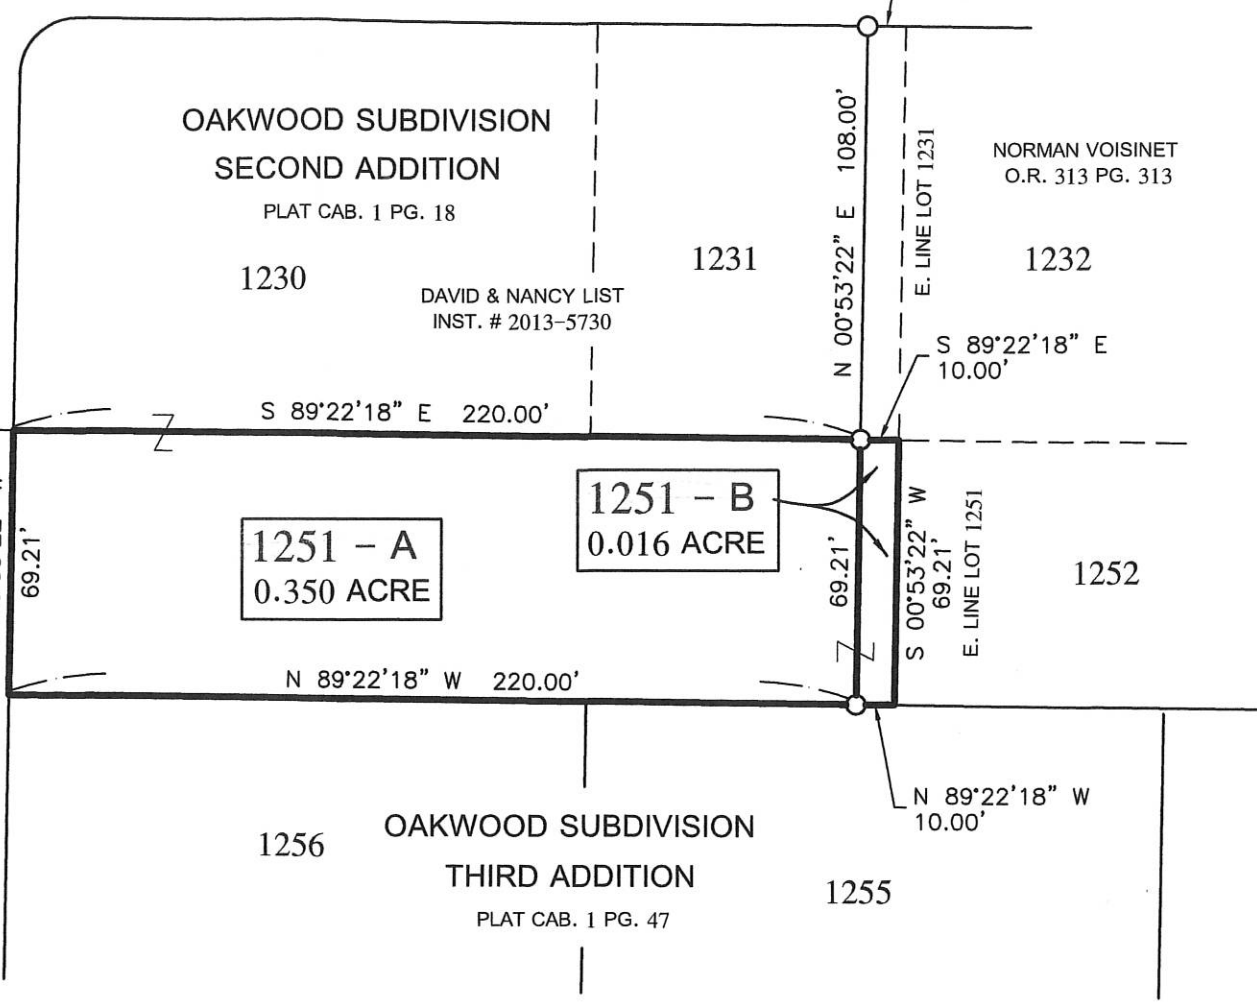 OAKWOOD SUBDIVISION
SECOND ADDITION
PLAT CAB. 1 PG. 18
1230
DAVID & NANCY LIST
INST. # 2013-5730
1231
N 00°53'22" E 108.00'
E. LINE LOT 1231
NORMAN VOISINET
O.R. 313 PG. 313
1232
S 89°22'18" E
10.00'
S 89°22'18" E 220.00'
69.21'
1251 - A
0.350 ACRE
1251 - B
0.016 ACRE
69.21'
S 00°53'22" W
69.21'
E. LINE LOT 1251
1252
N 89°22'18" W 220.00'
N 89°22'18" W
10.00'
1256
OAKWOOD SUBDIVISION
THIRD ADDITION
PLAT CAB. 1 PG. 47
1255